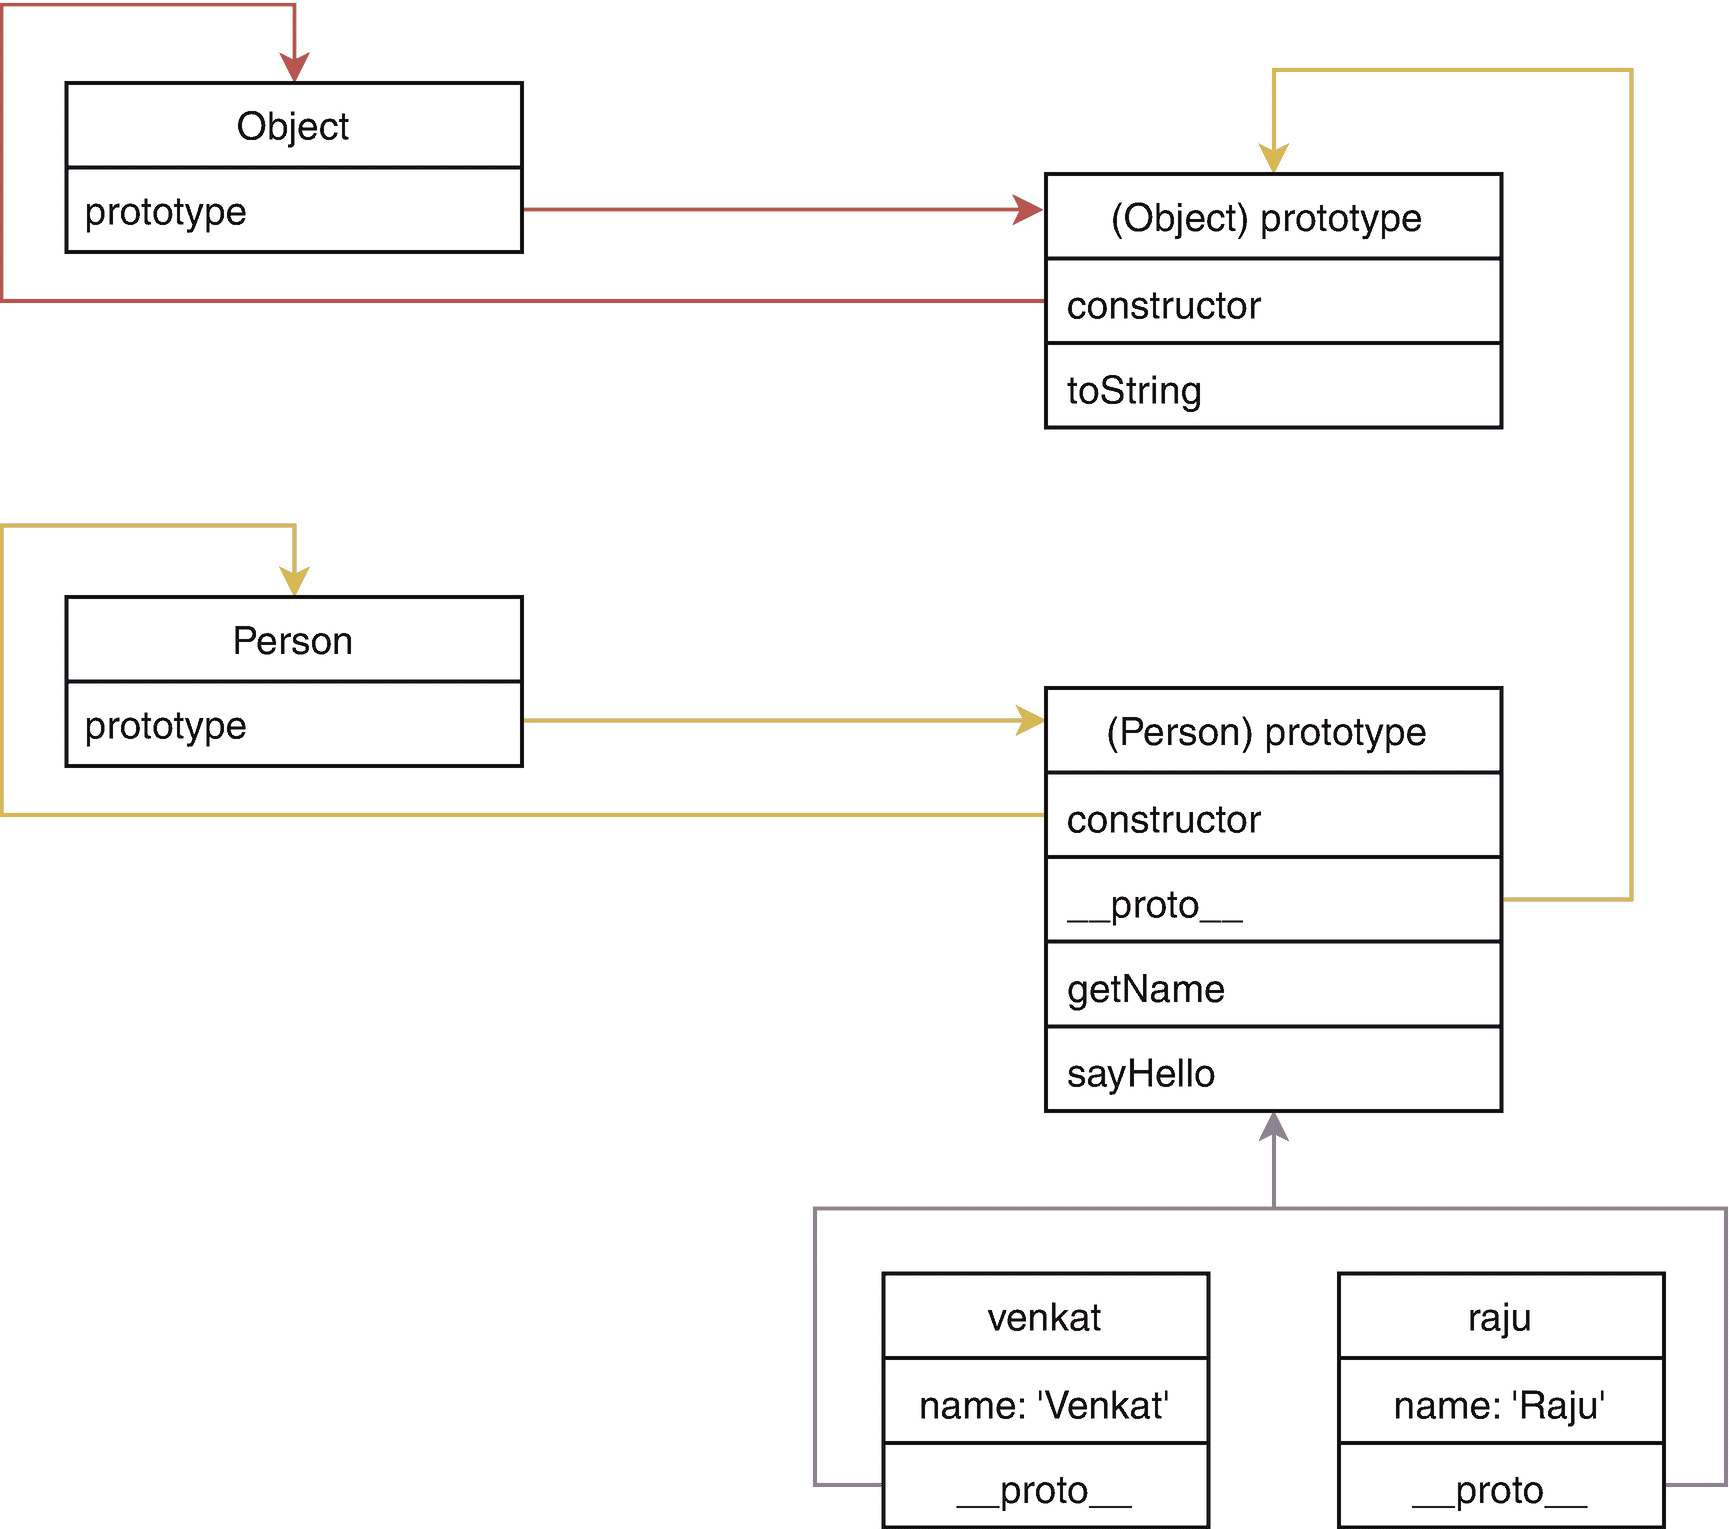 Object
prototype
(Object) prototype
constructor
toString
Person
prototype
(Person) prototype
constructor
__proto__
getName
sayHello
venkat
name: 'Venkat'
__proto__
raju
name: 'Raju'
__proto__